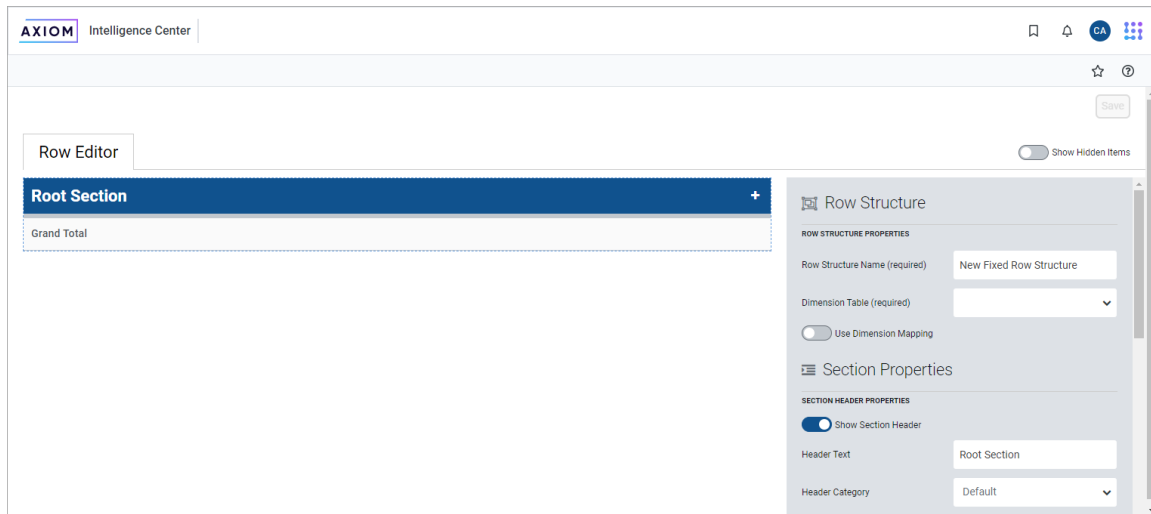 AXIOM Intelligence Center CA
Save
Row Editor Show Hidden Items
Root Section +
Grand Total
Row Structure
ROW STRUCTURE PROPERTIES
Row Structure Name (required) New Fixed Row Structure
Dimension Table (required)
Use Dimension Mapping
Section Properties
SECTION HEADER PROPERTIES
Show Section Header
Header Text Root Section
Header Category Default